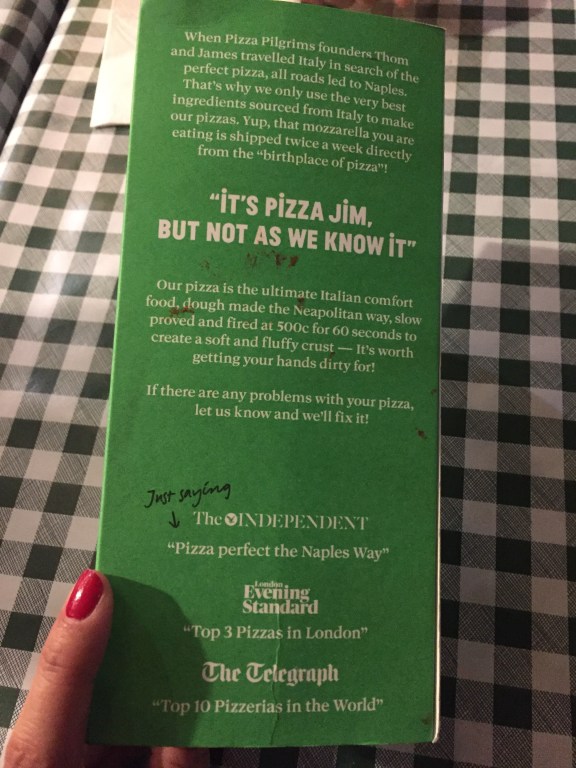 When Pizza Pilgrims founders Thom
and James travelled Italy in search of the
perfect pizza, all roads led to Naples.
That's why we only use the very best
ingredients sourced from Italy to make
our pizzas. Yup, that mozzarella you are
eating is shipped twice a week directly
from the “birthplace of pizza”!
“iT'S PiZZA JiM,
BUT NOT AS WE KNOW iT”
Our pizza is the ultimate Italian comfort
food, dough made the Neapolitan way, slow
proved and fired at 500c for 60 seconds to
create a soft and fluffy crust — It's worth
getting your hands dirty for!
If there are any problems with your pizza,
let us know and we'll fix it!
Just saying
The INDEPENDENT
“Pizza perfect the Naples Way”
London
Evening
Standard
“Top 3 Pizzas in London”
The Telegraph
“Top 10 Pizzerias in the World”